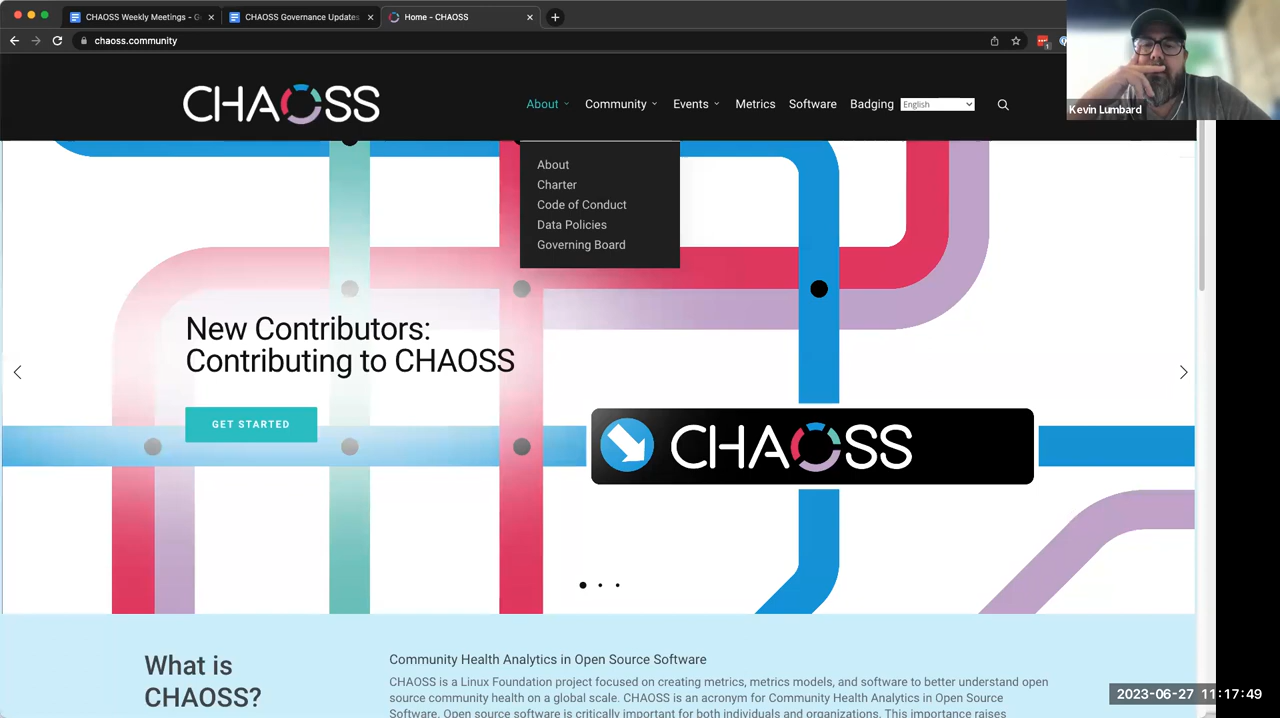 CHAOSS Weekly Meetings - G
CHAOSS Governance Updates
Home - CHAOSS
chaoss.community
1
Kevin Lumbard
CHAOSS
About
Community
Events
Metrics
Software
Badging
English
About
Charter
Code of Conduct
Data Policies
Governing Board
New Contributors:
Contributing to CHAOSS
GET STARTED
CHAOSS
What is
CHAOSS?
Community Health Analytics in Open Source Software
CHAOSS is a Linux Foundation project focused on creating metrics, metrics models, and software to better understand open
source community health on a global scale. CHAOSS is an acronym for Community Health Analytics in Open Source
Software. Open source software is critically important for both individuals and organizations. This importance raises
2023-06-27 11:17:49